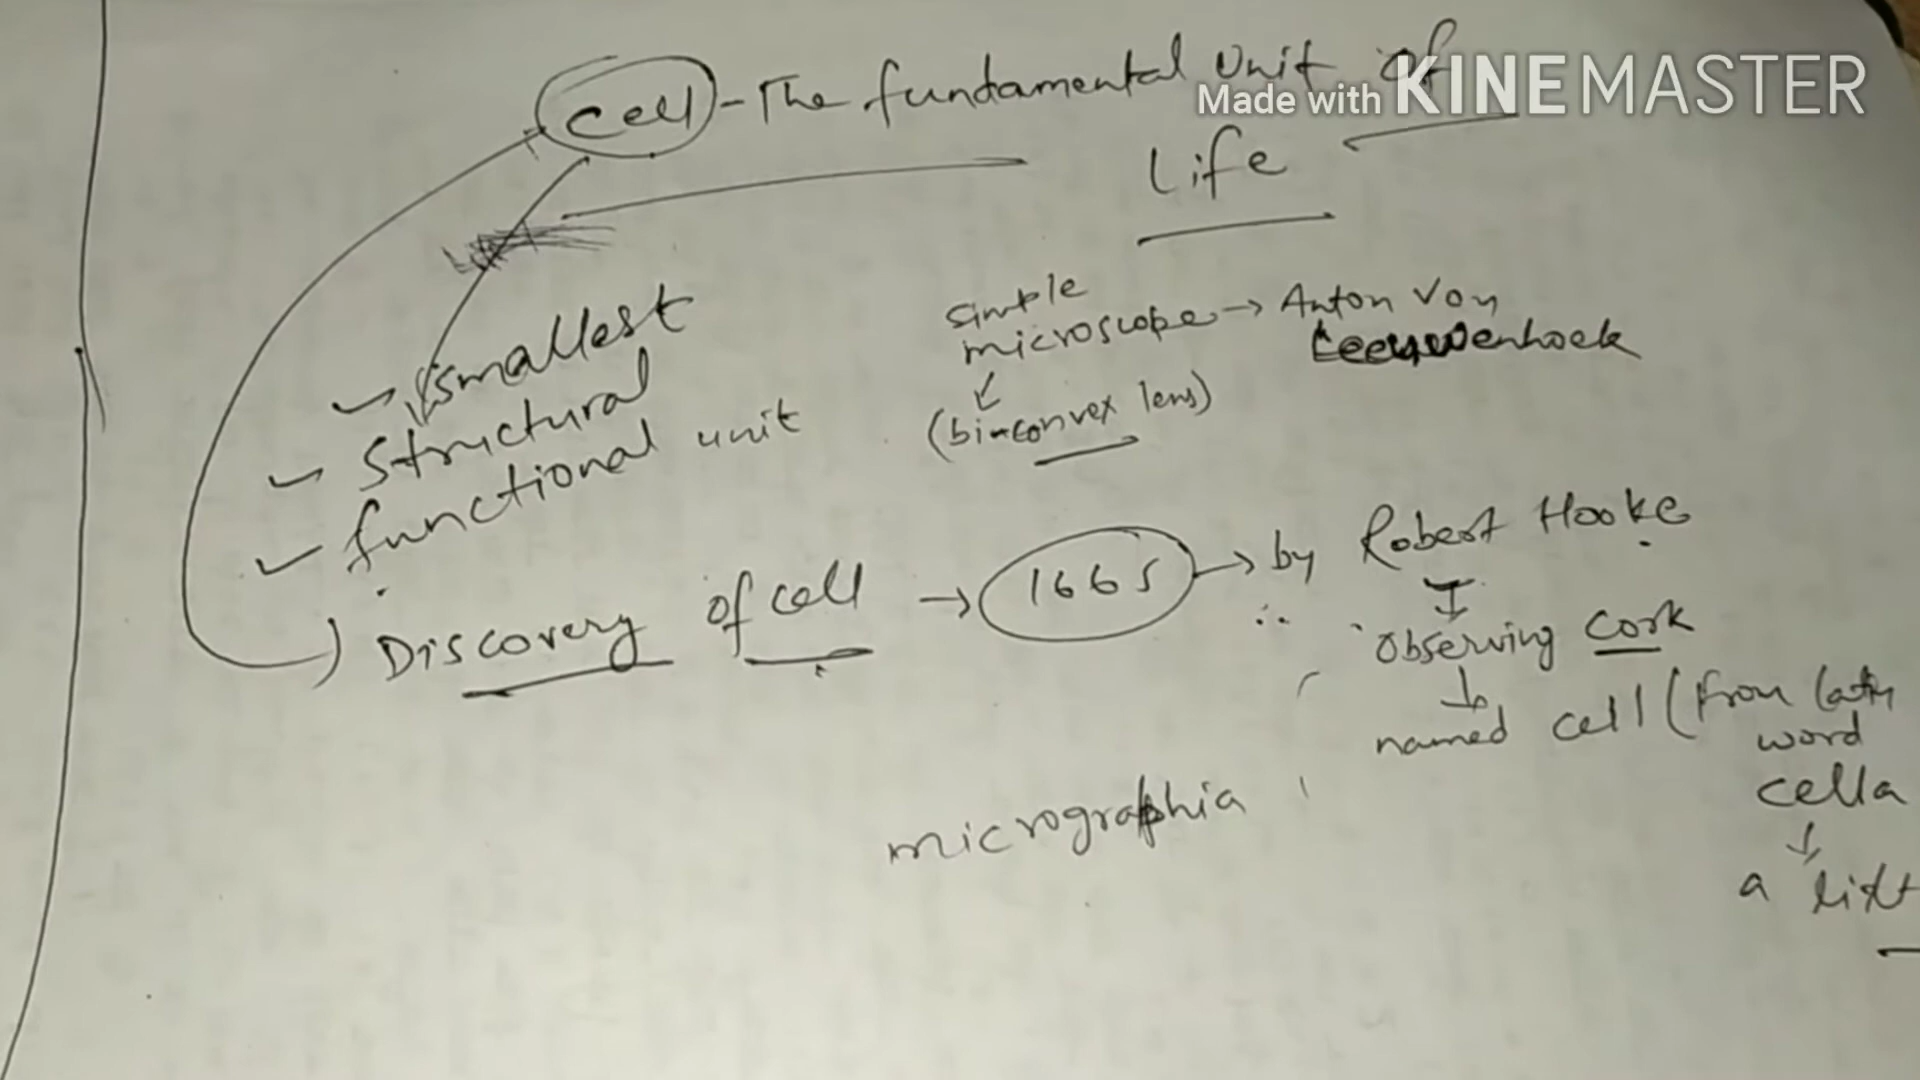 Cell - The fundamental Unit Of
Life
Made with KINEMASTER
smallest
structural
functional unit
simple
microscope → Anton Von
Leeuwenhoek
(bi-convex lens)
Discovery of cell → 1665 → by Robert Hooke
Observing Cork
named cell (From latin
word
cella
a
micrographia